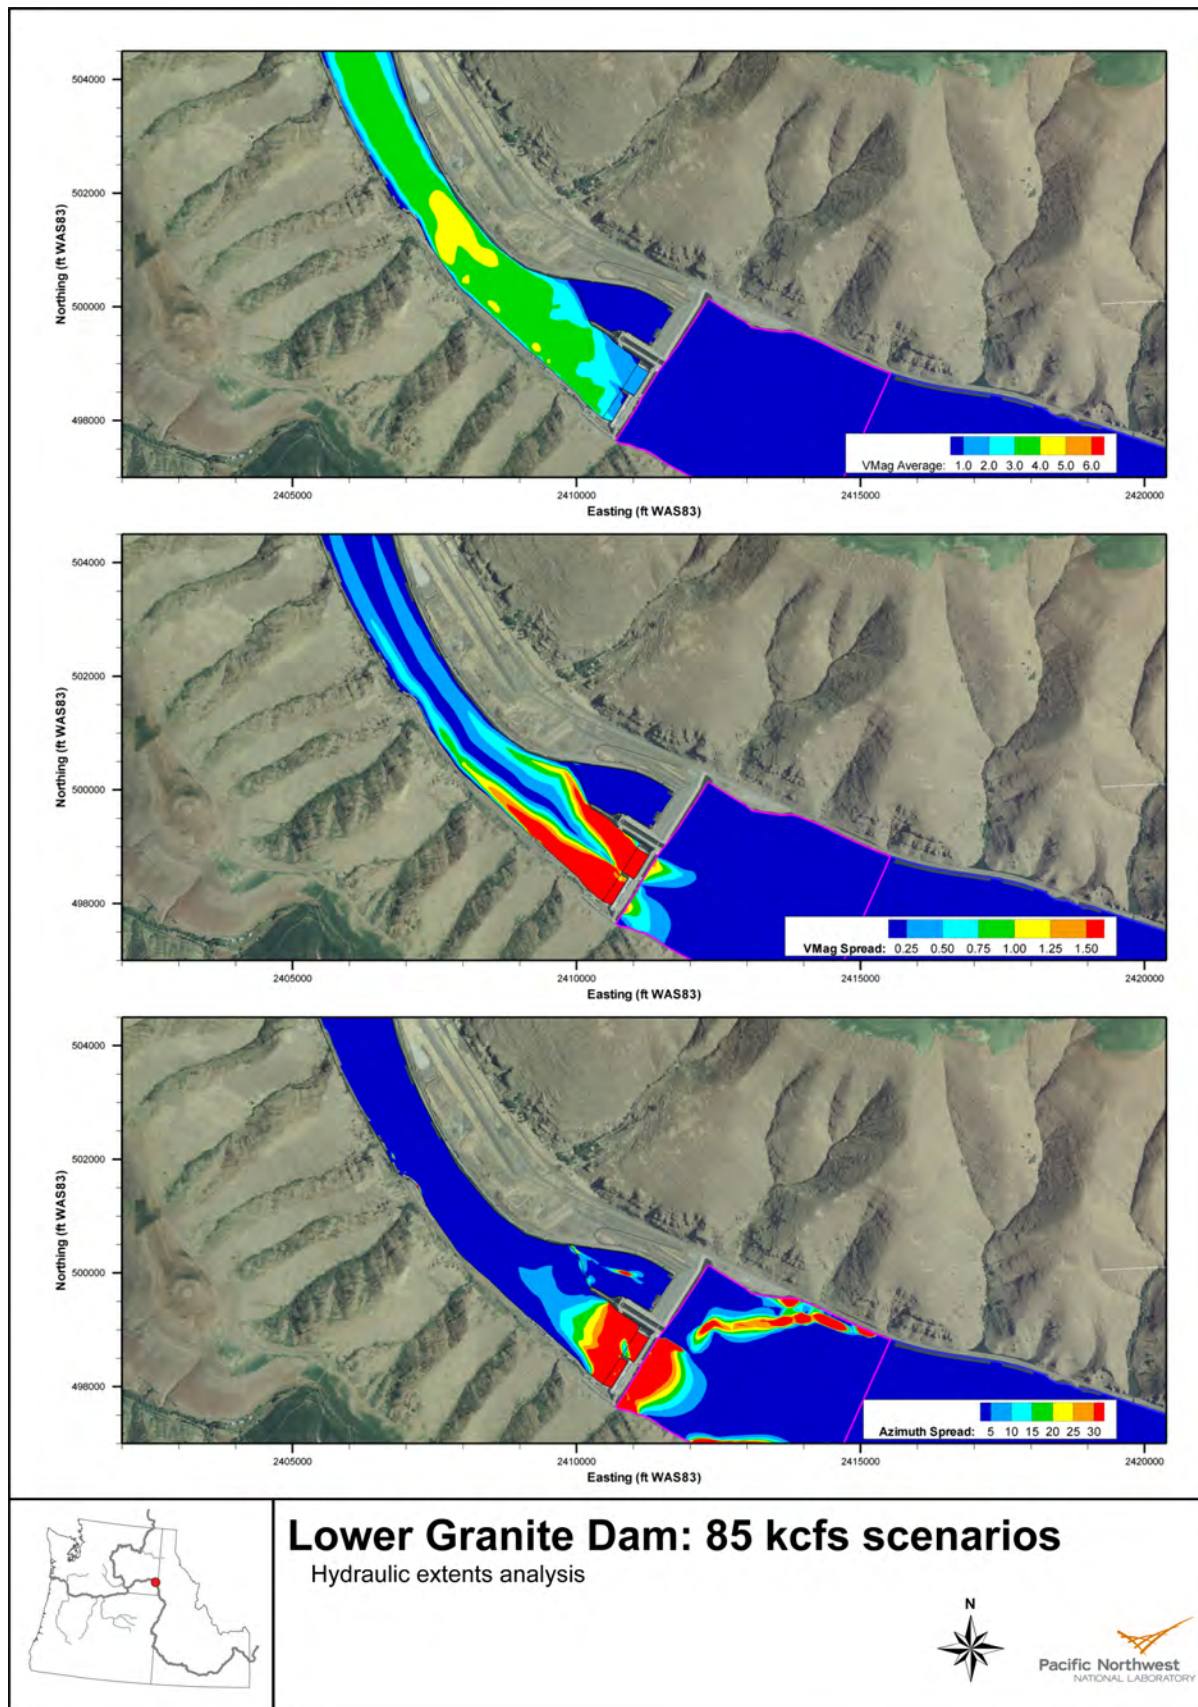 504000
502000
500000
498000
Northing (ft WAS83)
VMag Average: 1.0 2.0 3.0 4.0 5.0 6.0
2405000 2410000 2415000 2420000
Easting (ft WAS83)
504000
502000
500000
498000
Northing (ft WAS83)
VMag Spread: 0.25 0.50 0.75 1.00 1.25 1.50
2405000 2410000 2415000 2420000
Easting (ft WAS83)
504000
502000
500000
498000
Northing (ft WAS83)
Azimuth Spread: 5 10 15 20 25 30
2405000 2410000 2415000 2420000
Easting (ft WAS83)
Lower Granite Dam: 85 kcfs scenarios
Hydraulic extents analysis
N
Pacific Northwest
NATIONAL LABORATORY